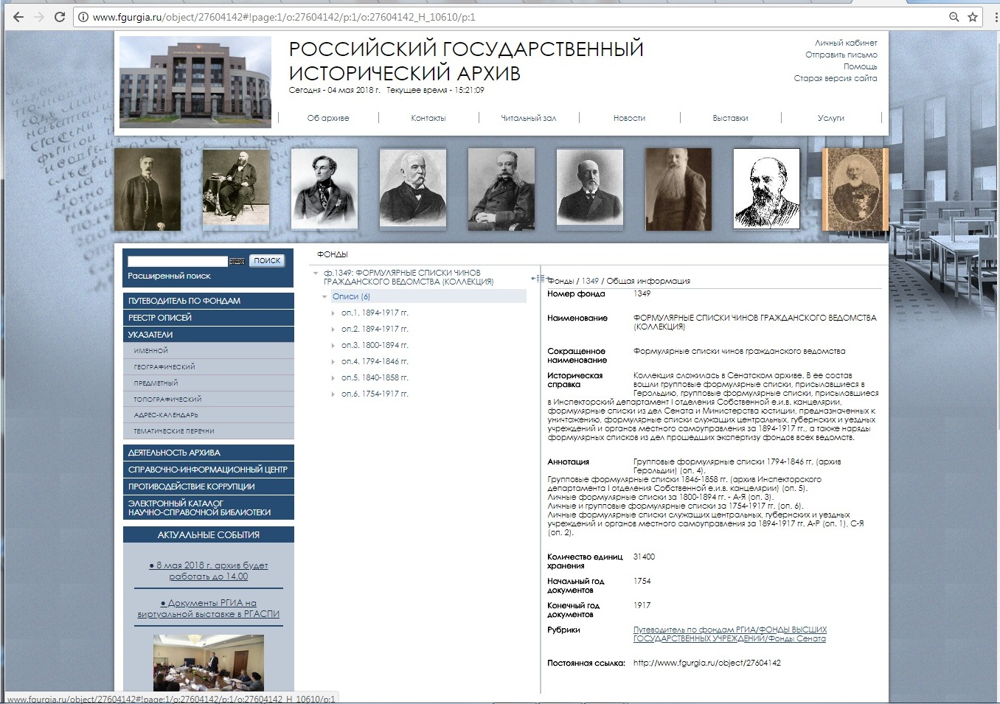 www.fgurgia.ru/object/27604142#!page:1/o:27604142/p:1/o:27604142_H_10610/p:1
РОССИЙСКИЙ ГОСУДАРСТВЕННЫЙ
ИСТОРИЧЕСКИЙ АРХИВ
Сегодня - 04 мая 2018 г. Текущее время - 15:21:09
Личный кабинет
Отправить письмо
Помощь
Старая версия сайта
Об архиве
Контакты
Читальный зал
Новости
Выставки
Услуги
ПОИСК
Расширенный поиск
ПУТЕВОДИТЕЛЬ ПО ФОНДАМ
РЕЕСТР ОПИСЕЙ
УКАЗАТЕЛИ
ИМЕННОЙ
ГЕОГРАФИЧЕСКИЙ
ПРЕДМЕТНЫЙ
ТОПОГРАФИЧЕСКИЙ
АДРЕС-КАЛЕНДАРЬ
ТЕМАТИЧЕСКИЕ ПЕРЕЧНИ
ДЕЯТЕЛЬНОСТЬ АРХИВА
СПРАВОЧНО-ИНФОРМАЦИОННЫЙ ЦЕНТР
ПРОТИВОДЕЙСТВИЕ КОРРУПЦИИ
ЭЛЕКТРОННЫЙ КАТАЛОГ
НАУЧНО-СПРАВОЧНОЙ БИБЛИОТЕКИ
АКТУАЛЬНЫЕ СОБЫТИЯ
● 8 мая 2018 г. архив будет
работать до 14.00
● Документы РГИА на
виртуальной выставке в РГАСПИ
ФОНДЫ
ф.1349: ФОРМУЛЯРНЫЕ СПИСКИ ЧИНОВ
ГРАЖДАНСКОГО ВЕДОМСТВА (КОЛЛЕКЦИЯ)
Описи (6)
оп.1. 1894-1917 гг.
оп.2. 1894-1917 гг.
оп.3. 1800-1894 гг.
оп.4. 1794-1846 гг.
оп.5. 1840-1858 гг.
оп.6. 1754-1917 гг.
Фонды / 1349 / Общая информация
Номер фонда 1349
Наименование ФОРМУЛЯРНЫЕ СПИСКИ ЧИНОВ ГРАЖДАНСКОГО ВЕДОМСТВА
(КОЛЛЕКЦИЯ)
Сокращенное Формулярные списки чинов гражданского ведомства
наименование
Историческая Коллекция сложилась в Сенатском архиве. В ее состав
справка вошли групповые формулярные списки, присылавшиеся в
Герольдию, групповые формулярные списки, присылавшиеся
в Инспекторский департамент I отделения Собственной е.и.в. канцелярии,
формулярные списки из дел Сената и Министерства юстиции, предназначенных к
уничтожению, формулярные списки служащих центральных, губернских и уездных
учреждений и органов местного самоуправления за 1894-1917 гг., а также наряды
формулярных списков из дел прошедших экспертизу фондов всех ведомств.
Аннотация Групповые формулярные списки 1794-1846 гг. (архив
Герольдии) (оп. 4).
Групповые формулярные списки 1846-1858 гг. (архив Инспекторского
департамента I отделения Собственной е.и.в. канцелярии) (оп. 5).
Личные формулярные списки за 1800-1894 гг. - А-Я (оп. 3).
Личные и групповые формулярные списки за 1754-1917 гг. (оп. 6).
Личные формулярные списки служащих центральных, губернских и уездных
учреждений и органов местного самоуправления за 1894-1917 гг. А-Р (оп. 1), С-Я
(оп. 2).
Количество единиц 31400
хранения
Начальный год 1754
документов
Конечный год 1917
документов
Рубрики Путеводитель по фондам РГИА/ФОНДЫ ВЫСШИХ
ГОСУДАРСТВЕННЫХ УЧРЕЖДЕНИЙ/Фонды Сената
Постоянная ссылка: http://www.fgurgia.ru/object/27604142
www.fgurgia.ru/object/27604142#!page:1/o:27604142/p:1/o:27604142_H_10610/p:1